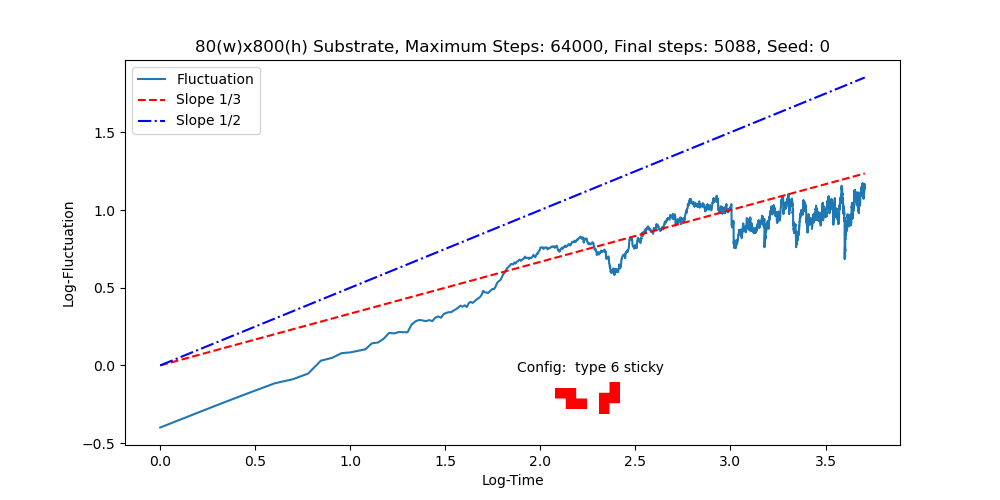 80(w)x800(h) Substrate, Maximum Steps: 64000, Final steps: 5088, Seed: 0
Fluctuation
Slope 1/3
Slope 1/2
1.5
1.0
0.5
0.0
−0.5
Log-Fluctuation
Config:  type 6 sticky
0.0 0.5 1.0 1.5 2.0 2.5 3.0 3.5
Log-Time